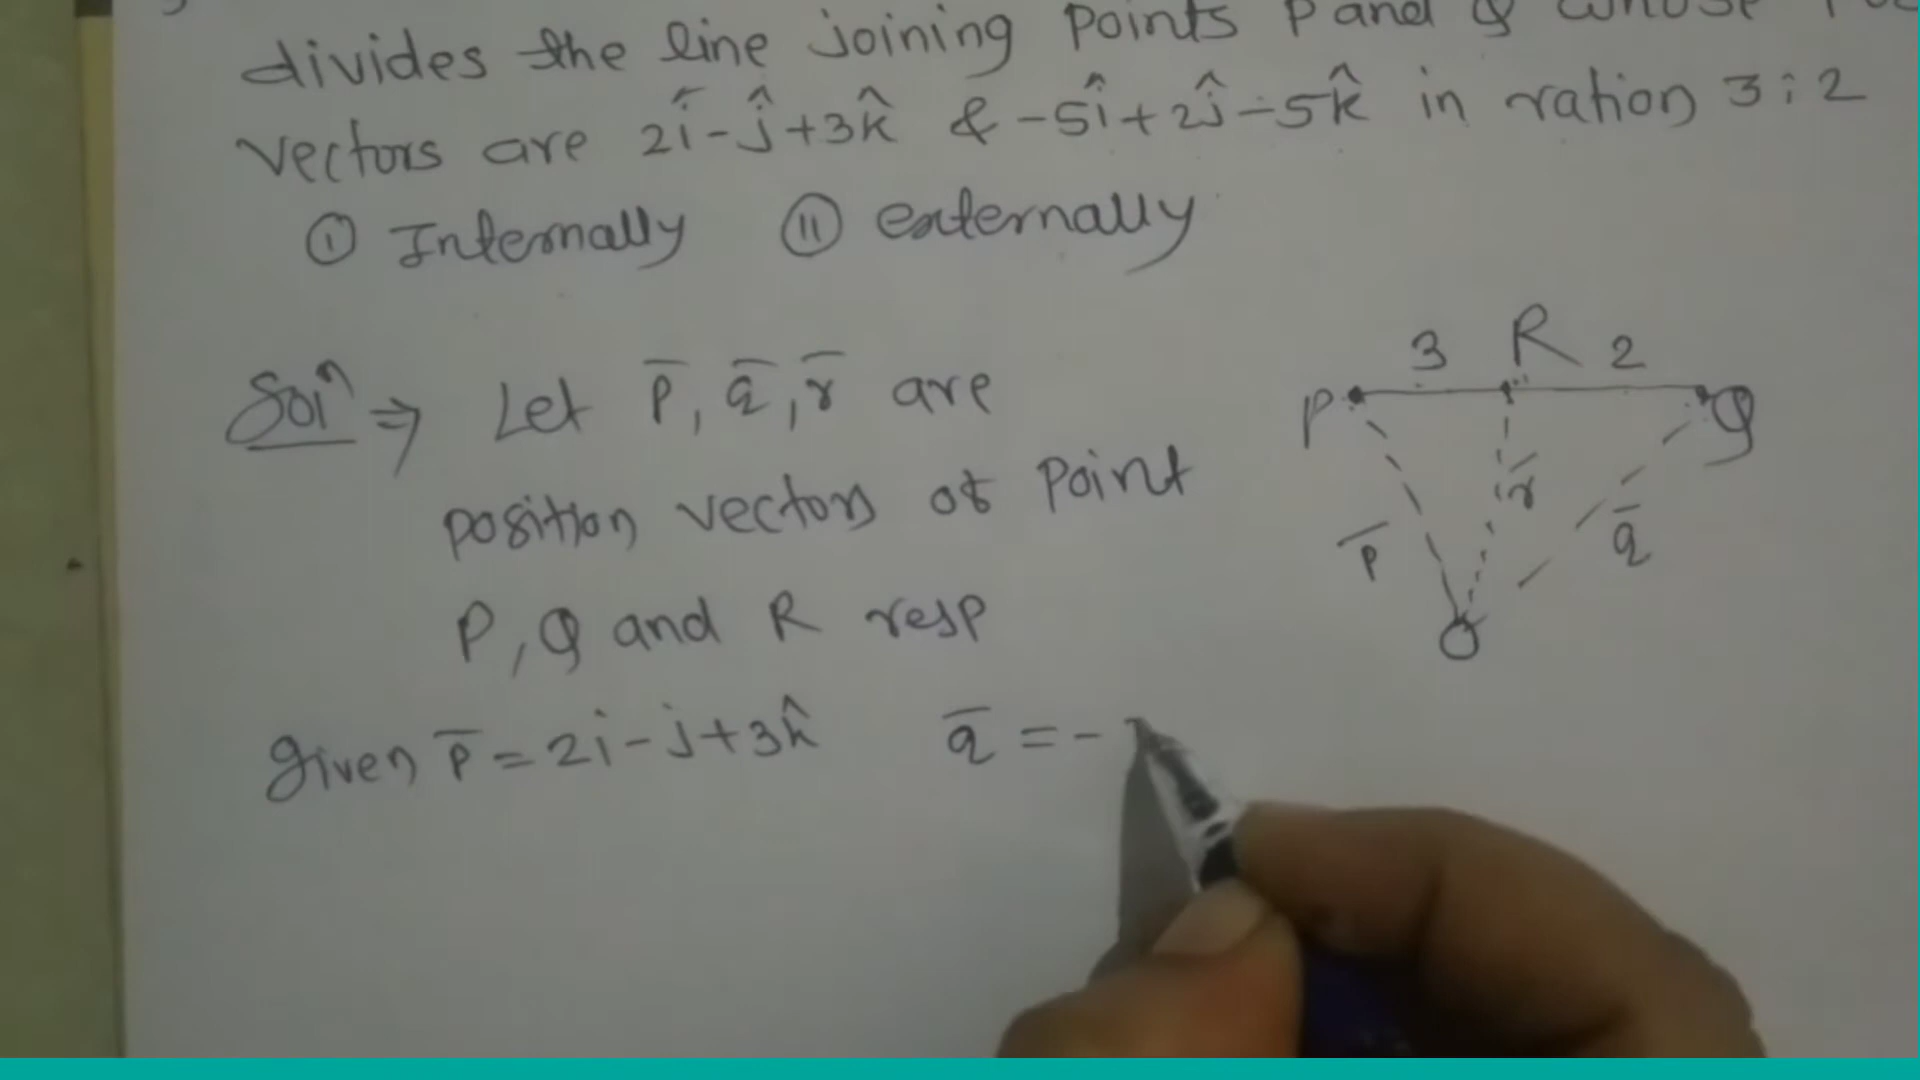 divides the line joining points P and Q whose
vectors are 2i-ĵ+3k̂ & -5î+2ĵ-5k̂ in ration 3:2
① Internally ⑪ externally
Solⁿ ⇒ Let p̅, q̅, r̅ are
position vectors of point
P, Q and R resp
given p̅ = 2i-j+3k̂ q̅ = -
3 R 2
P Q
r̅
p̅ q̅
O